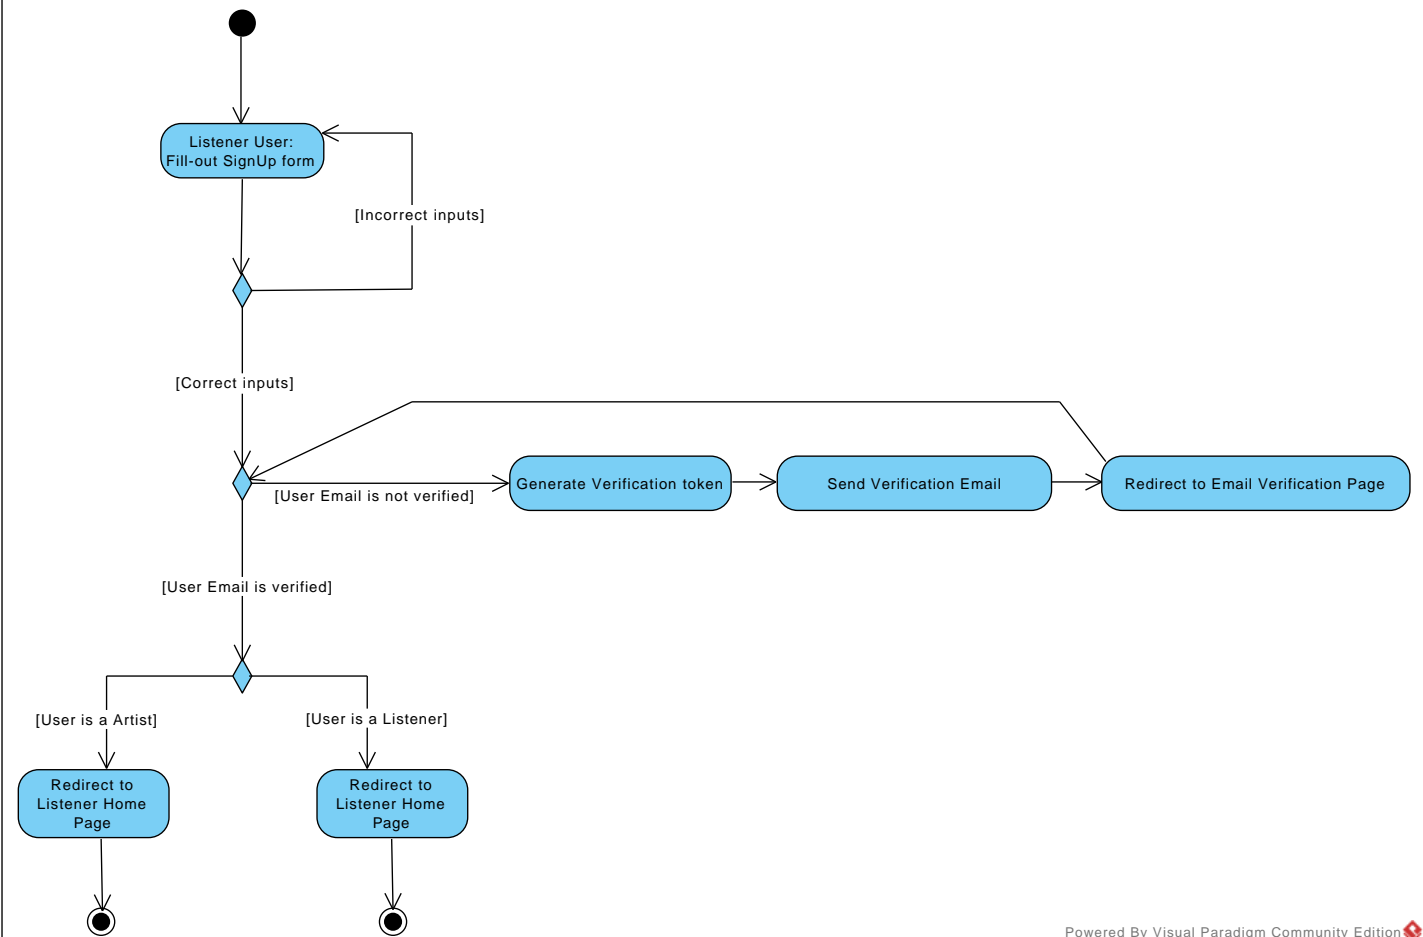 Listener User:
Fill-out SignUp form
[Incorrect inputs]
[Correct inputs]
[User Email is not verified]
Generate Verification token
Send Verification Email
Redirect to Email Verification Page
[User Email is verified]
[User is a Artist]
[User is a Listener]
Redirect to
Listener Home
Page
Redirect to
Listener Home
Page
Powered By Visual Paradigm Community Edition